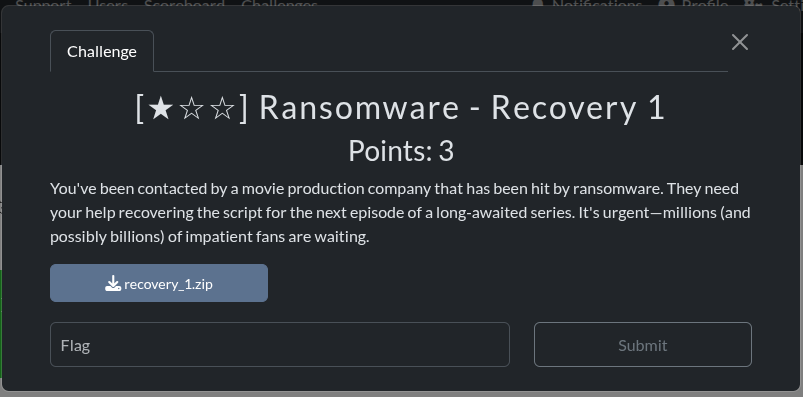 Support Users Scoreboard Challenges Notifications Profile
Challenge
[★☆☆] Ransomware - Recovery 1
Points: 3
You've been contacted by a movie production company that has been hit by ransomware. They need
your help recovering the script for the next episode of a long-awaited series. It's urgent—millions (and
possibly billions) of impatient fans are waiting.
recovery_1.zip
Flag
Submit